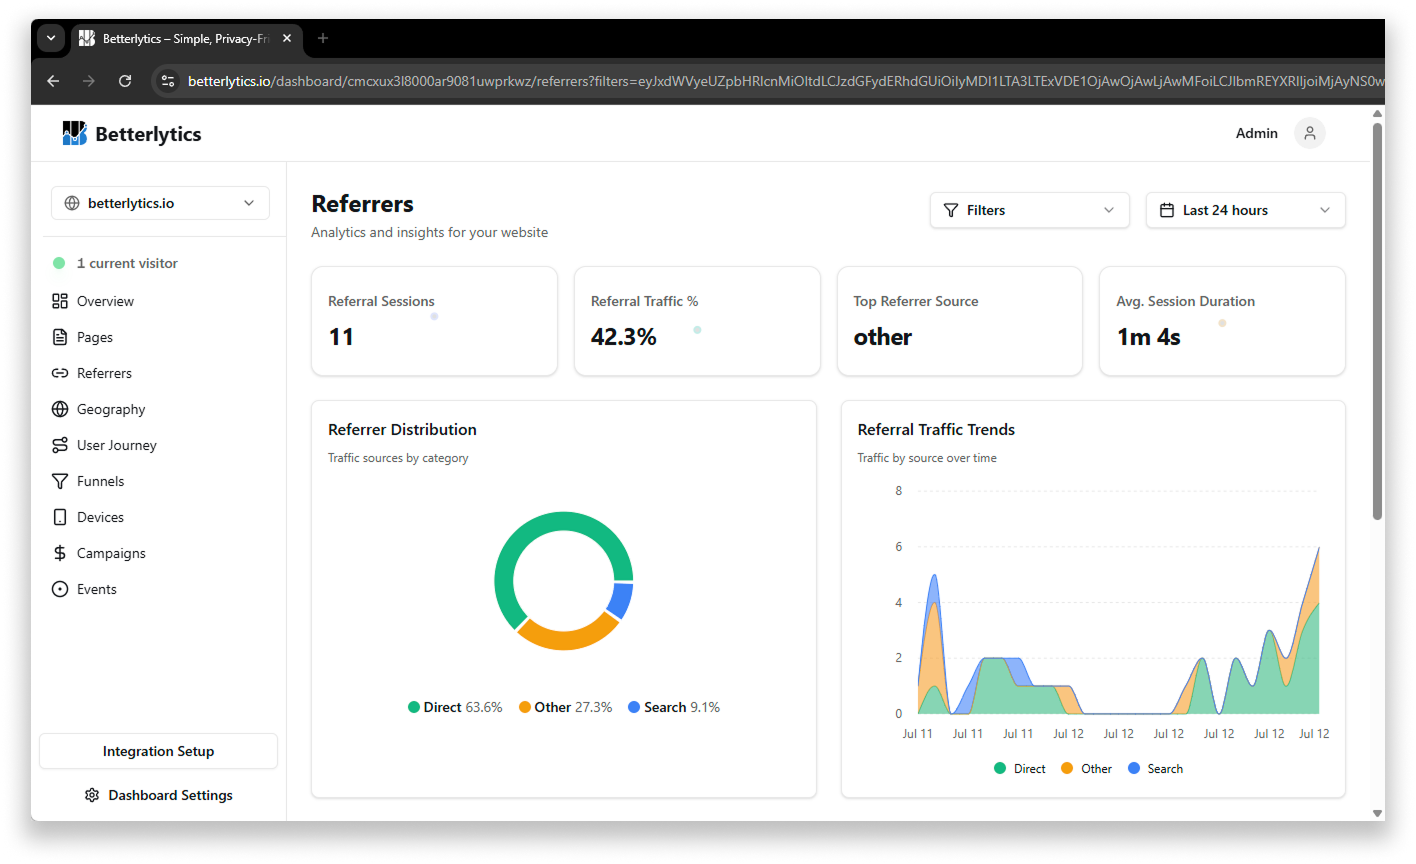 Betterlytics – Simple, Privacy-Fri
betterlytics.io/dashboard/cmcxux3l8000ar9081uwprkwz/referrers?filters=
Betterlytics
Admin
betterlytics.io
1 current visitor
Overview
Pages
Referrers
Geography
User Journey
Funnels
Devices
Campaigns
Events
Integration Setup
Dashboard Settings
Referrers
Analytics and insights for your website
Filters
Last 24 hours
Referral Sessions
11
Referral Traffic %
42.3%
Top Referrer Source
other
Avg. Session Duration
1m 4s
Referrer Distribution
Traffic sources by category
Direct 63.6% Other 27.3% Search 9.1%
Referral Traffic Trends
Traffic by source over time
8
6
4
2
0
Jul 11 Jul 11 Jul 11 Jul 12 Jul 12 Jul 12 Jul 12 Jul 12 Jul 12
Direct Other Search